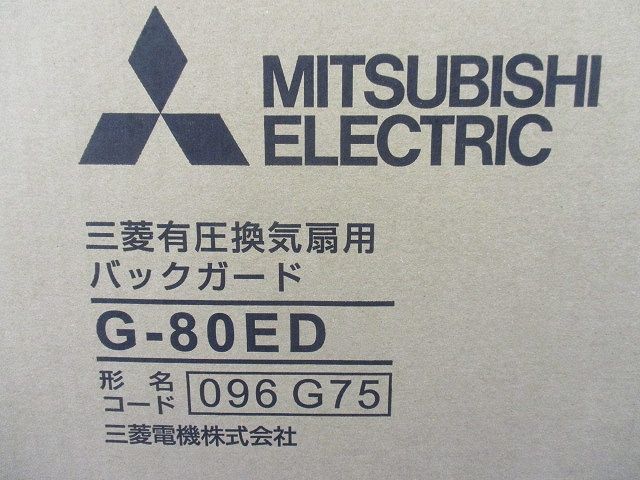 MITSUBISHI
ELECTRIC
三菱有圧換気扇用
バックガード
G-80ED
形名
コード 096 G75
三菱電機株式会社